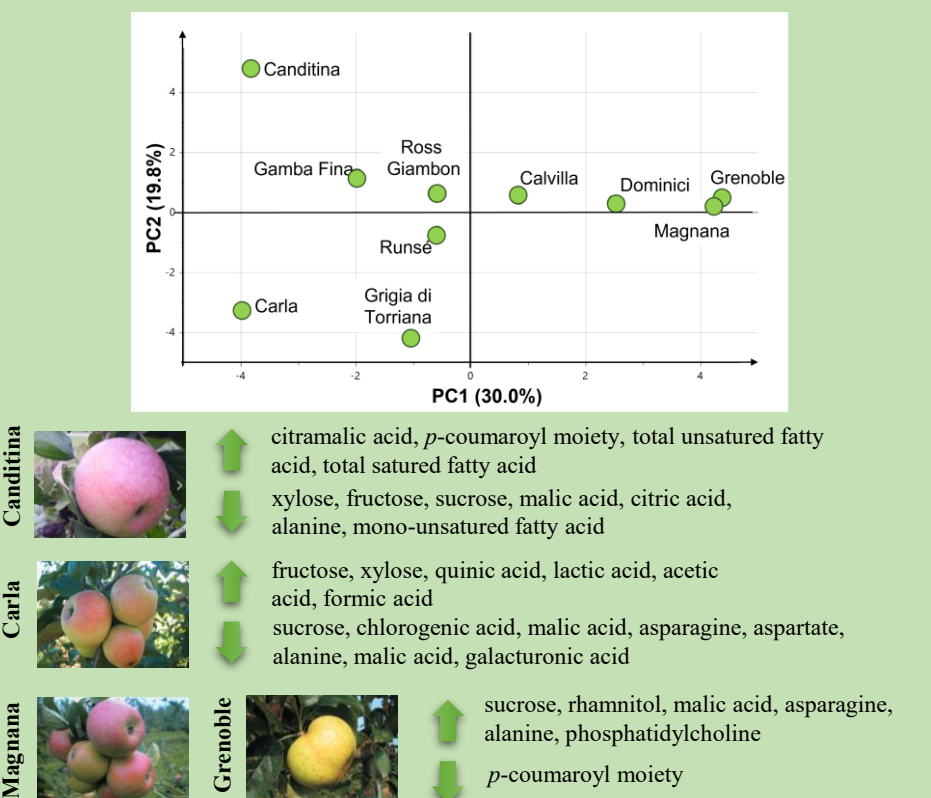 Canditina
4
Ross
Giambon
2
Gamba Fina
Calvilla
Dominici
Grenoble
PC2 (19.8%)
0
Magnana
Runsé
-2
Grigia di
Torriana
Carla
-4
-4
-2
0
2
4
PC1 (30.0%)
Canditina
citramalic acid, p-coumaroyl moiety, total unsatured fatty
acid, total satured fatty acid
xylose, fructose, sucrose, malic acid, citric acid,
alanine, mono-unsatured fatty acid
Carla
fructose, xylose, quinic acid, lactic acid, acetic
acid, formic acid
sucrose, chlorogenic acid, malic acid, asparagine, aspartate,
alanine, malic acid, galacturonic acid
Magnana
Grenoble
sucrose, rhamnitol, malic acid, asparagine,
alanine, phosphatidylcholine
p-coumaroyl moiety